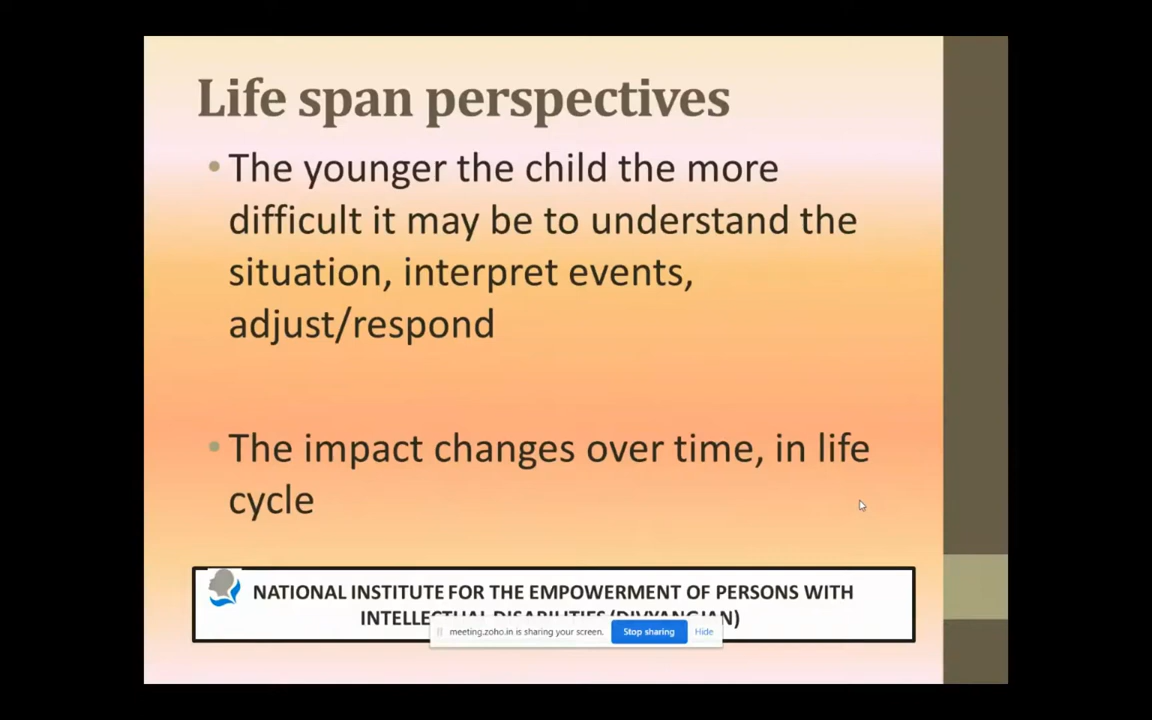 Life span perspectives
• The younger the child the more
difficult it may be to understand the
situation, interpret events,
adjust/respond
• The impact changes over time, in life
cycle
NATIONAL INSTITUTE FOR THE EMPOWERMENT OF PERSONS WITH
INTELLECTUAL DISABILITIES (DIVYANGJAN)
meeting.zoho.in is sharing your screen. Stop sharing Hide